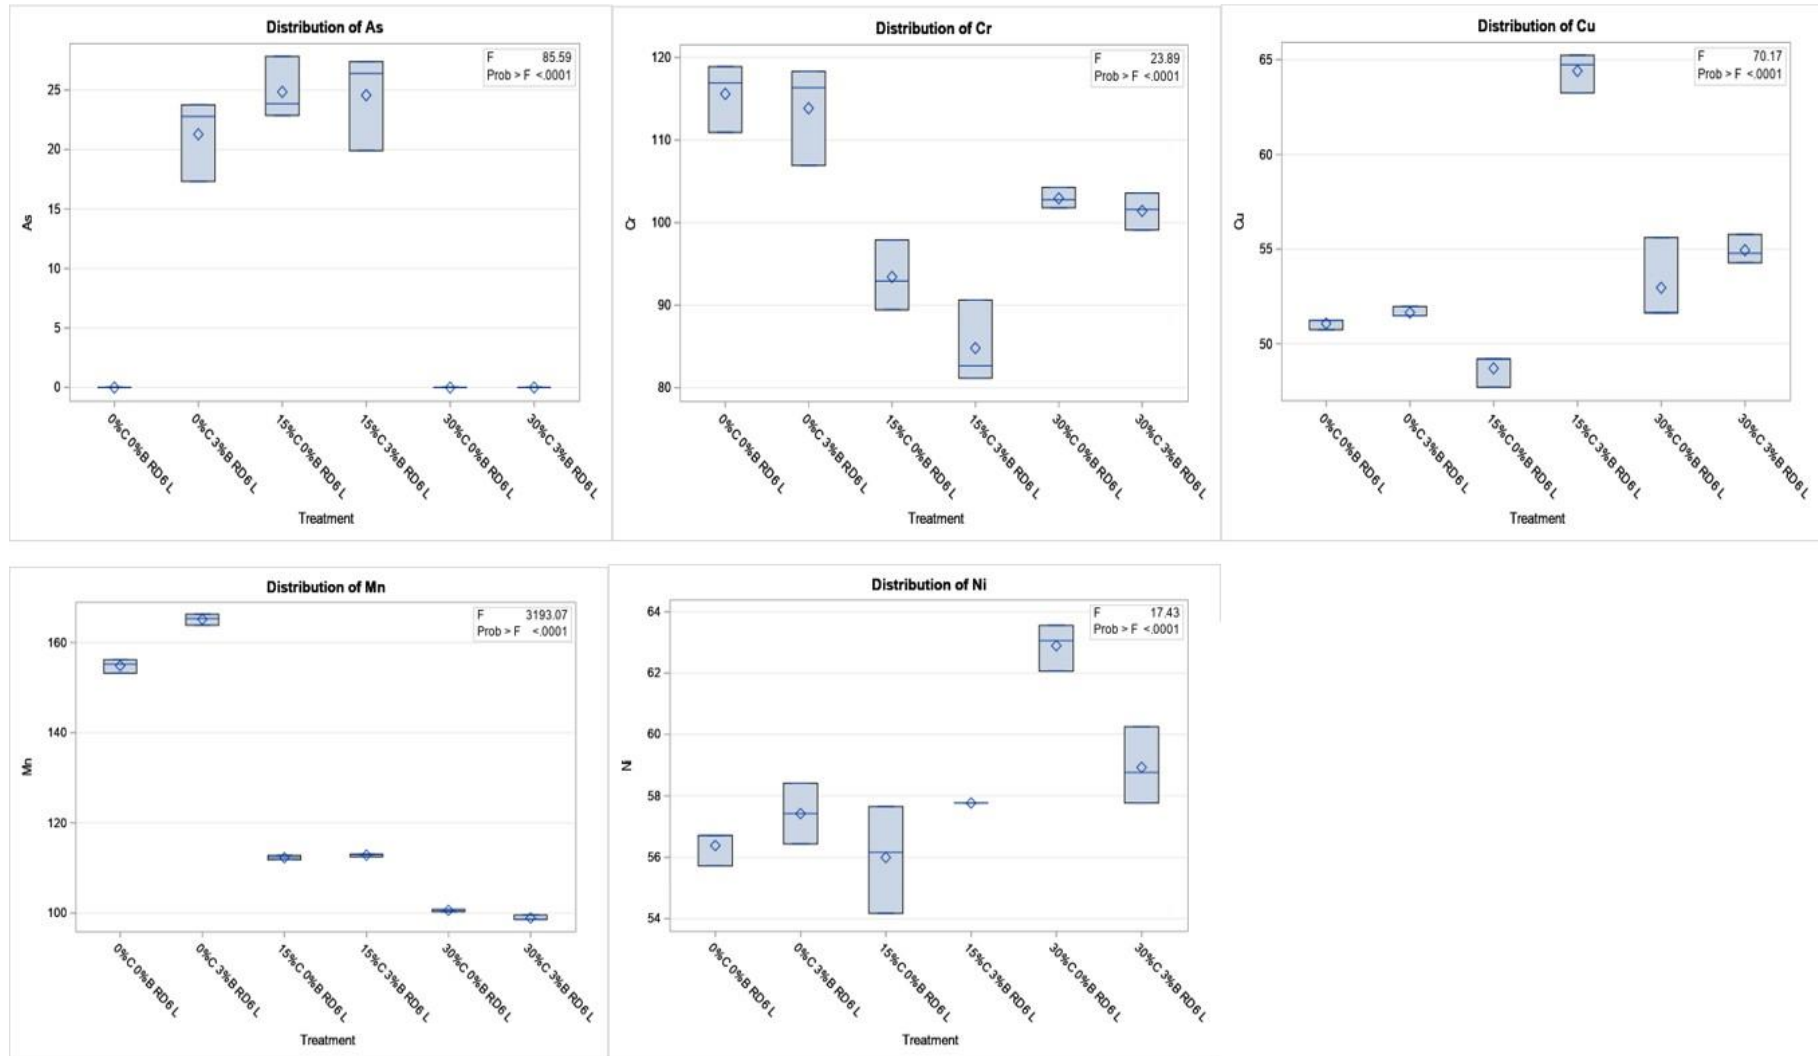 Distribution of As
F 85.59
Prob > F <.0001
25
20
15
10
5
0
As
0%C 0%B RD6 L
0%C 3%B RD6 L
15%C 0%B RD6 L
15%C 3%B RD6 L
30%C 0%B RD6 L
30%C 3%B RD6 L
Treatment
Distribution of Cr
F 23.89
Prob > F <.0001
120
110
100
90
80
Cr
0%C 0%B RD6 L
0%C 3%B RD6 L
15%C 0%B RD6 L
15%C 3%B RD6 L
30%C 0%B RD6 L
30%C 3%B RD6 L
Treatment
Distribution of Cu
F 70.17
Prob > F <.0001
65
60
55
50
Cu
0%C 0%B RD6 L
0%C 3%B RD6 L
15%C 0%B RD6 L
15%C 3%B RD6 L
30%C 0%B RD6 L
30%C 3%B RD6 L
Treatment
Distribution of Mn
F 3193.07
Prob > F <.0001
160
140
120
100
Mn
0%C 0%B RD6 L
0%C 3%B RD6 L
15%C 0%B RD6 L
15%C 3%B RD6 L
30%C 0%B RD6 L
30%C 3%B RD6 L
Treatment
Distribution of Ni
F 17.43
Prob > F <.0001
64
62
60
58
56
54
Ni
0%C 0%B RD6 L
0%C 3%B RD6 L
15%C 0%B RD6 L
15%C 3%B RD6 L
30%C 0%B RD6 L
30%C 3%B RD6 L
Treatment